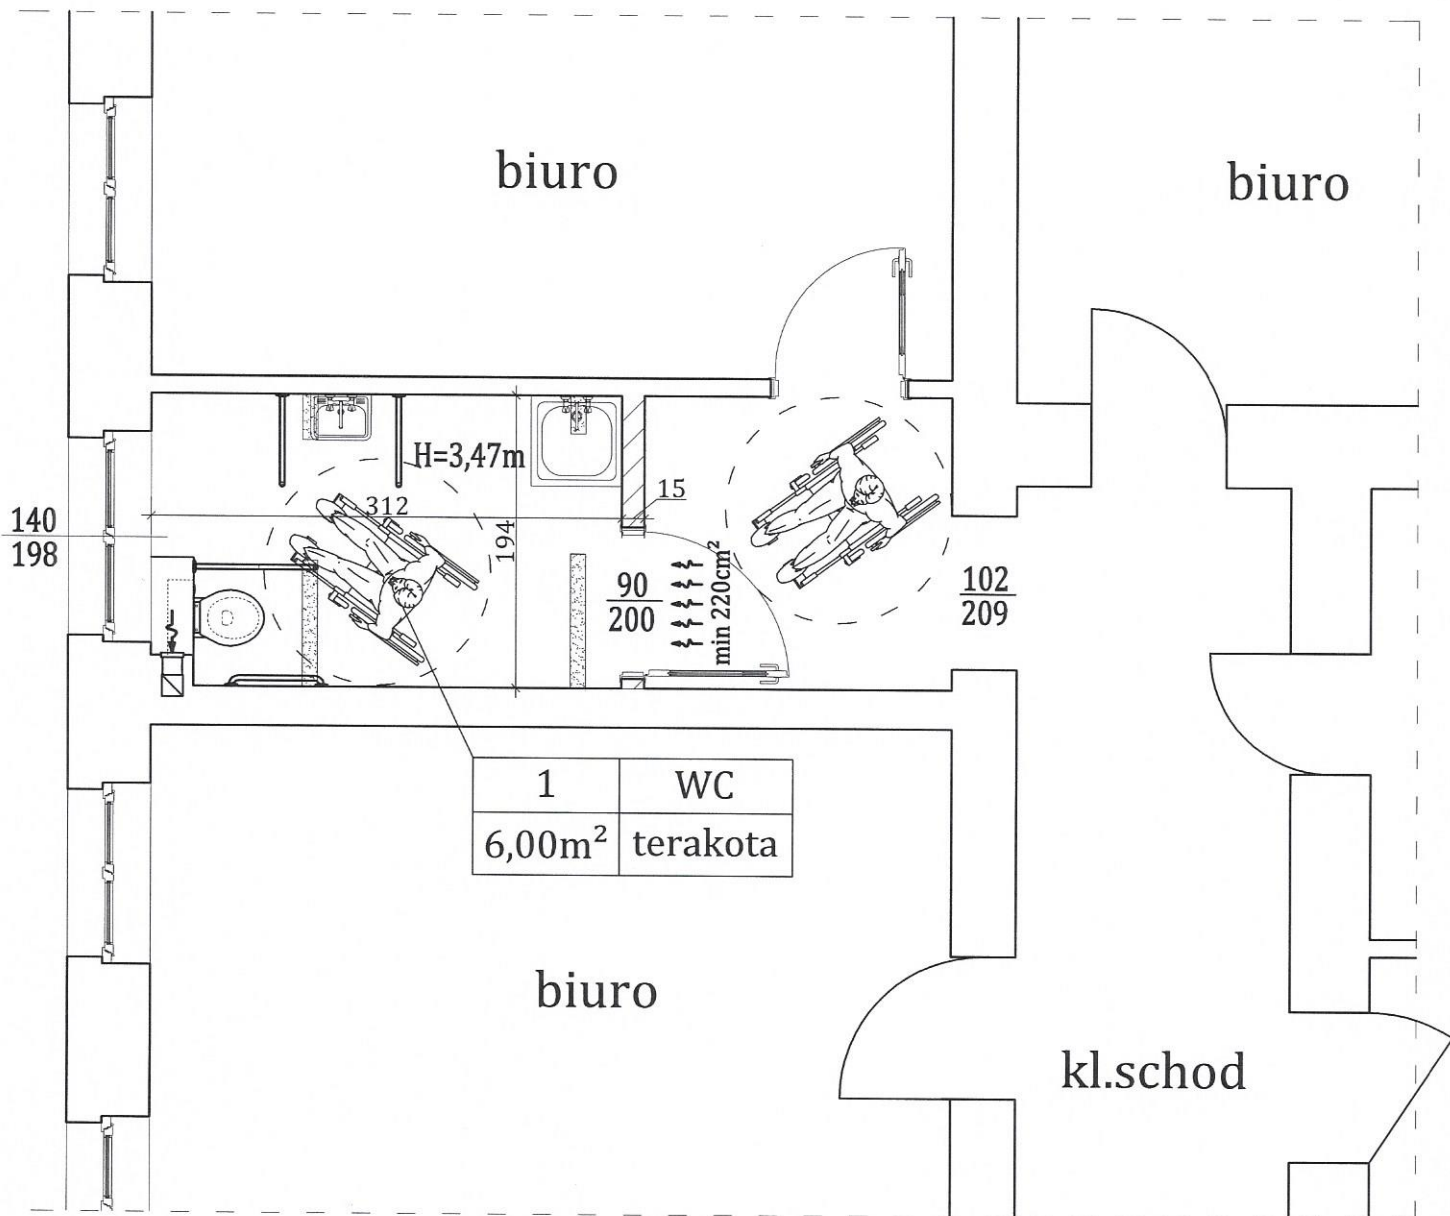 biuro
biuro
H=3,47m
312
15
194
140
198
90
200
min 220cm²
102
209
1 WC
6,00m² terakota
biuro
kl.schod